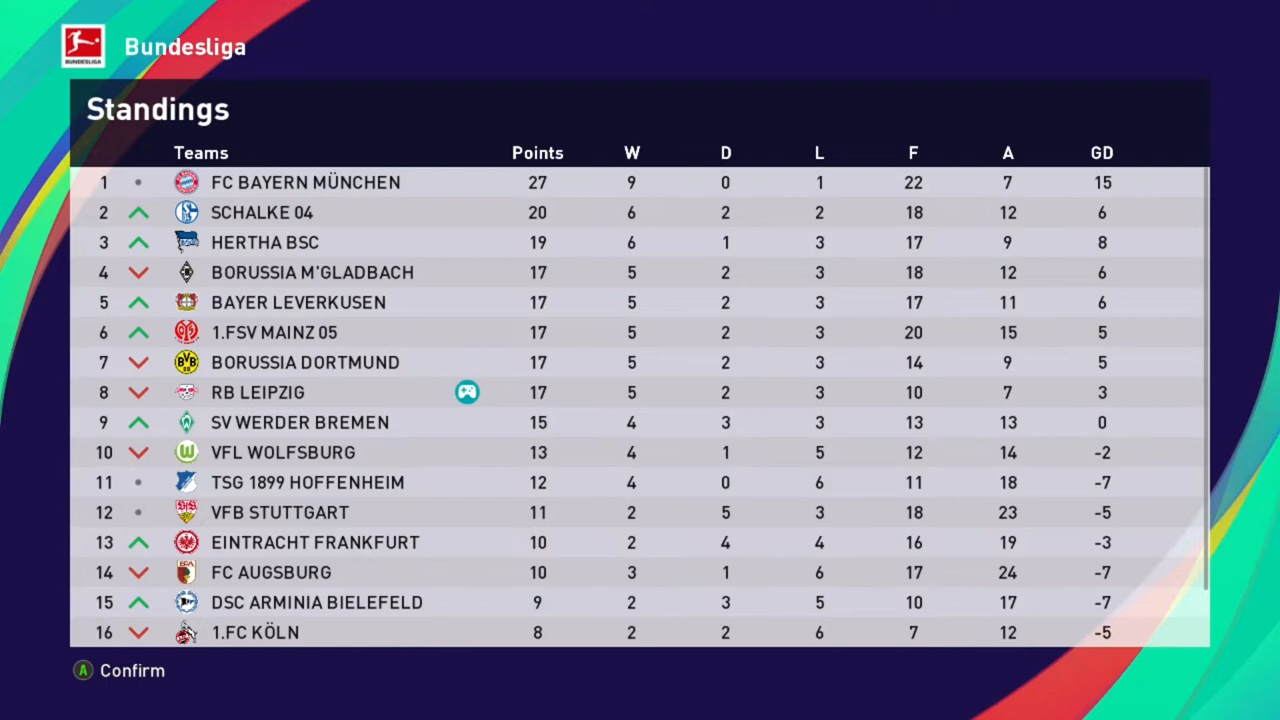 BUNDESLIGA
Bundesliga
Standings
Teams Points W D L F A GD
1 FC BAYERN MÜNCHEN 27 9 0 1 22 7 15
2 SCHALKE 04 20 6 2 2 18 12 6
3 HERTHA BSC 19 6 1 3 17 9 8
4 BORUSSIA M'GLADBACH 17 5 2 3 18 12 6
5 BAYER LEVERKUSEN 17 5 2 3 17 11 6
6 1.FSV MAINZ 05 17 5 2 3 20 15 5
7 BORUSSIA DORTMUND 17 5 2 3 14 9 5
8 RB LEIPZIG 17 5 2 3 10 7 3
9 SV WERDER BREMEN 15 4 3 3 13 13 0
10 VFL WOLFSBURG 13 4 1 5 12 14 -2
11 TSG 1899 HOFFENHEIM 12 4 0 6 11 18 -7
12 VFB STUTTGART 11 2 5 3 18 23 -5
13 EINTRACHT FRANKFURT 10 2 4 4 16 19 -3
14 FC AUGSBURG 10 3 1 6 17 24 -7
15 DSC ARMINIA BIELEFELD 9 2 3 5 10 17 -7
16 1.FC KÖLN 8 2 2 6 7 12 -5
A Confirm